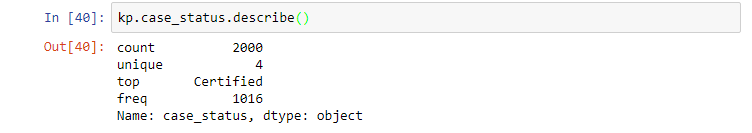 In [40]: kp.case_status.describe()
Out[40]: count 2000
unique 4
top Certified
freq 1016
Name: case_status, dtype: object